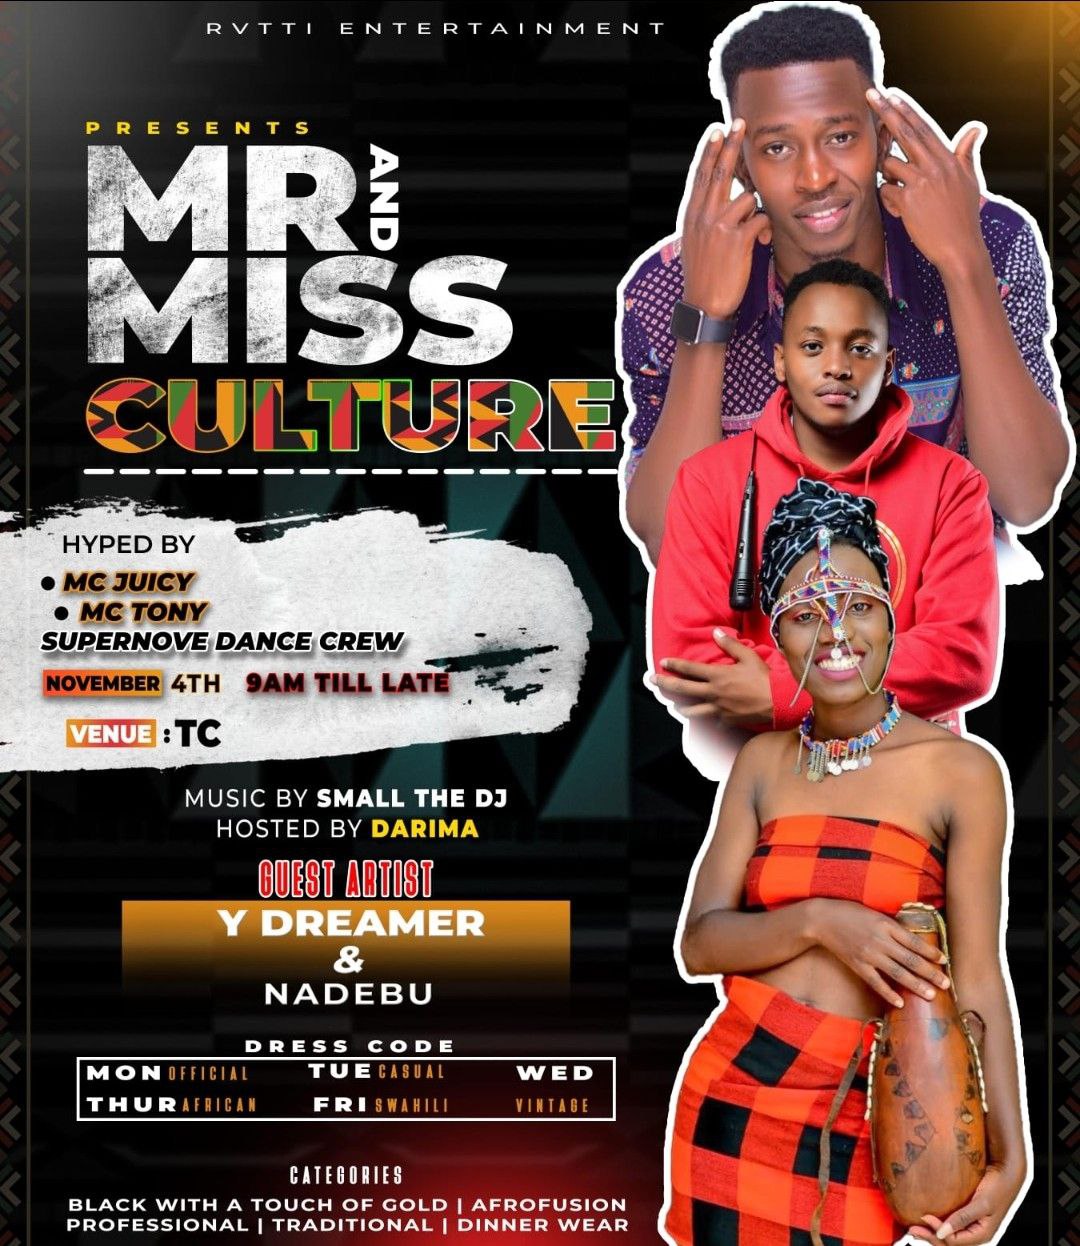 RVTTI ENTERTAINMENT
PRESENTS
MR AND
MISS
CULTURE
HYPED BY
• MC JUICY
• MC TONY
SUPERNOVE DANCE CREW
NOVEMBER 4TH 9AM TILL LATE
VENUE : TC
MUSIC BY SMALL THE DJ
HOSTED BY DARIMA
GUEST ARTIST
Y DREAMER
&
NADEBU
DRESS CODE
MON OFFICIAL TUE CASUAL WED
THUR AFRICAN FRI SWAHILI VINTAGE
CATEGORIES
BLACK WITH A TOUCH OF GOLD | AFROFUSION
PROFESSIONAL | TRADITIONAL | DINNER WEAR